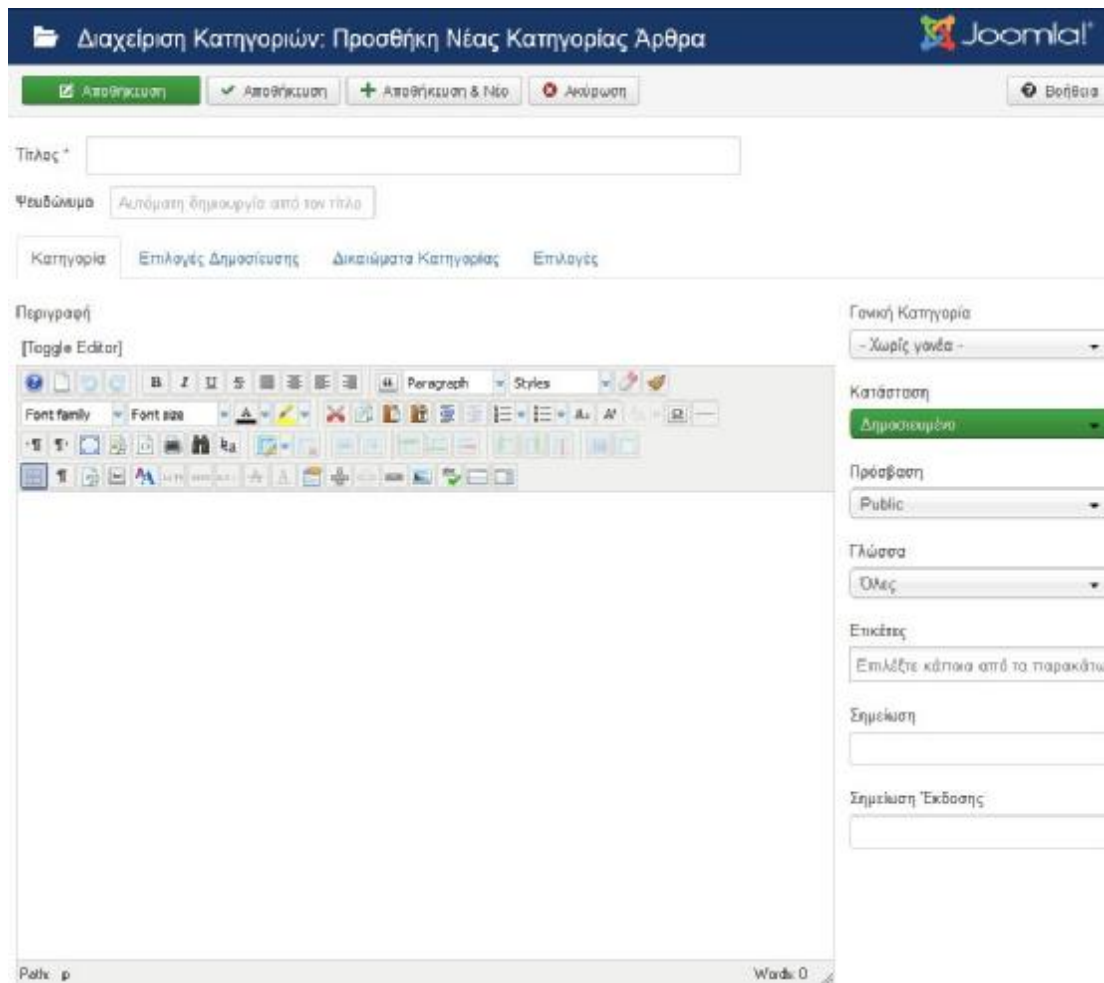 Διαχείριση Κατηγοριών: Προσθήκη Νέας Κατηγορίας Άρθρα
Joomla!
Αποθήκευση Αποθήκευση Αποθήκευση & Νέο Ακύρωση Βοήθεια
Τίτλος *
Ψευδώνυμο Αυτόματη δημιουργία από τον τίτλο
Κατηγορία Επιλογές Δημοσίευσης Δικαιώματα Κατηγορίας Επιλογές
Περιγραφή
[Toggle Editor]
Paragraph Styles
Font family Font size
Path: p
Words: 0
Γονική Κατηγορία
- Χωρίς γονέα -
Κατάσταση
Δημοσιευμένο
Πρόσβαση
Public
Γλώσσα
Όλες
Ετικέτες
Επιλέξτε κάποια από τα παρακάτω
Σημείωση
Σημείωση Έκδοσης